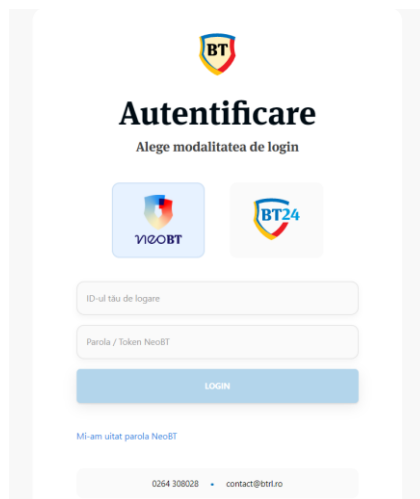 BT
Autentificare
Alege modalitatea de login
NEOBT
BT24
ID-ul tău de logare
Parola / Token NeoBT
LOGIN
Mi-am uitat parola NeoBT
0264 308028 • contact@btrl.ro